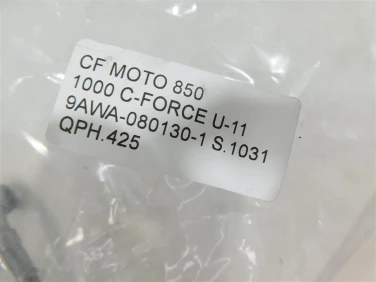 CF MOTO 850
1000 C-FORCE U-11
9AWA-080130-1 S.1031
QPH.425